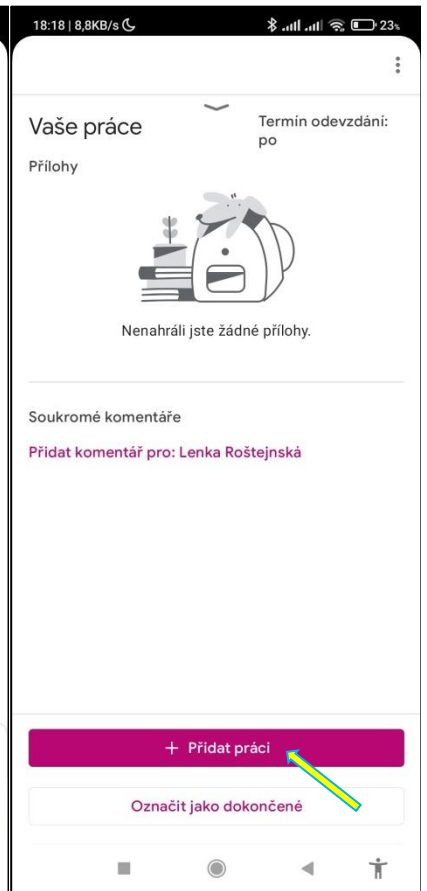 18:18 | 8,8KB/s
23%
Vaše práce
Termín odevzdání:
po
Přílohy
Nenahráli jste žádné přílohy.
Soukromé komentáře
Přidat komentář pro: Lenka Roštejnská
+ Přidat práci
Označit jako dokončené